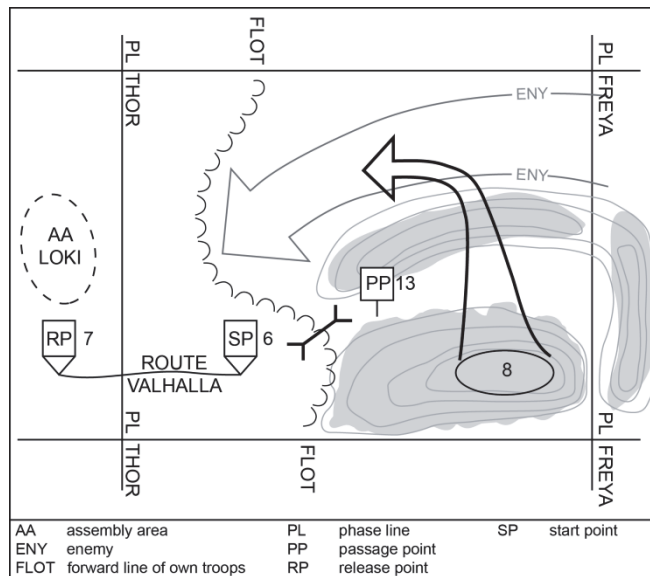 FLOT
PL
THOR
PL
FREYA
ENY
ENY
AA
LOKI
PP 13
RP 7
SP 6
ROUTE
VALHALLA
8
PL
THOR
FLOT
PL
FREYA
AA assembly area PL phase line SP start point
ENY enemy PP passage point
FLOT forward line of own troops RP release point